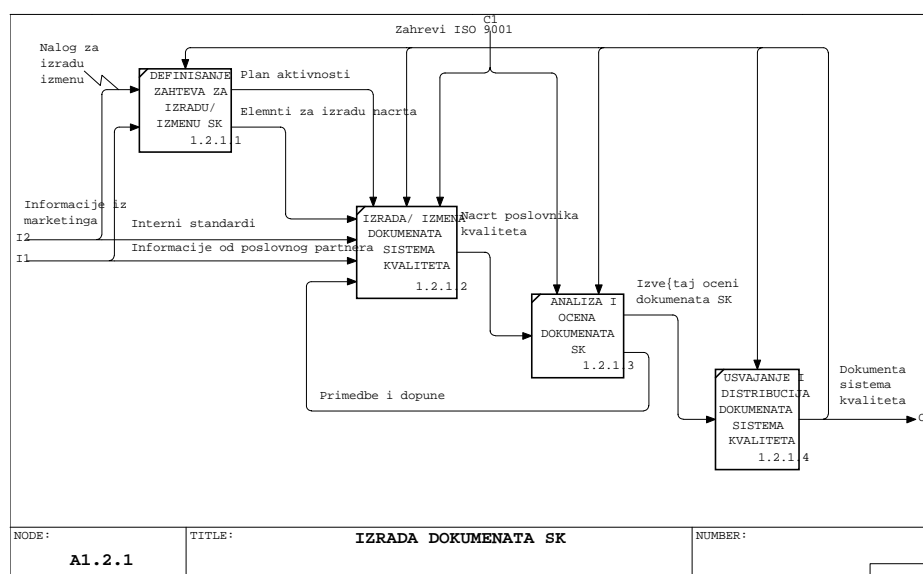 C1
Zahrevi ISO 9001
Nalog za
izradu
izmenu
DEFINISANJE
ZAHTEVA ZA
IZRADU/
IZMENU SK
1.2.1.1
Plan aktivnosti
Elemnti za izradu nacrta
Informacije iz
marketinga
I2
I1
Interni standardi
Informacije od poslovnog partnera
IZRADA/ IZMENA
DOKUMENATA
SISTEMA
KVALITETA
1.2.1.2
Nacrt poslovnika
kvaliteta
ANALIZA I
OCENA
DOKUMENATA
SK
1.2.1.3
Izve{taj oceni
dokumenata SK
Primedbe i dopune
USVAJANJE I
DISTRIBUCIJA
DOKUMENATA
SISTEMA
KVALITETA
1.2.1.4
Dokumenta
sistema
kvaliteta
NODE:
A1.2.1
TITLE:
IZRADA DOKUMENATA SK
NUMBER: